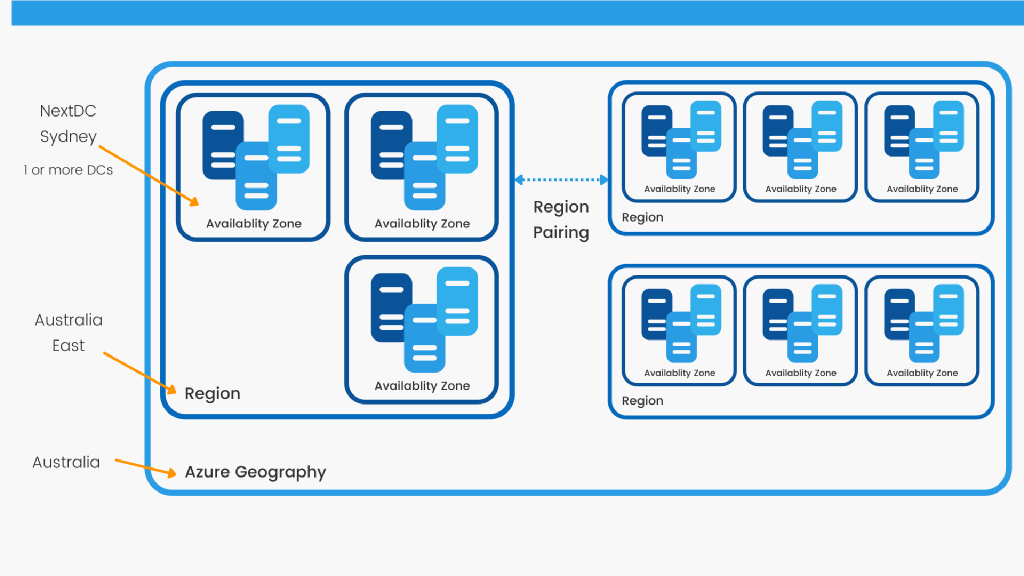 NextDC
Sydney
1 or more DCs
Availablity Zone
Availablity Zone
Availablity Zone
Australia
East
Region
Australia
Azure Geography
Region
Pairing
Availablity Zone
Availablity Zone
Availablity Zone
Region
Availablity Zone
Availablity Zone
Availablity Zone
Region